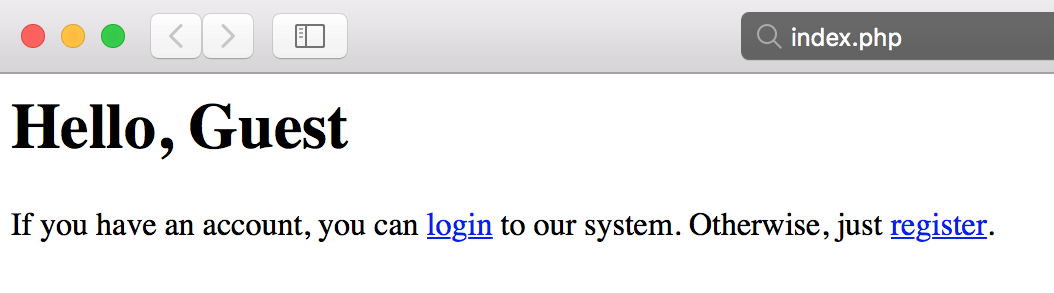 index.php
Hello, Guest
If you have an account, you can login to our system. Otherwise, just register.